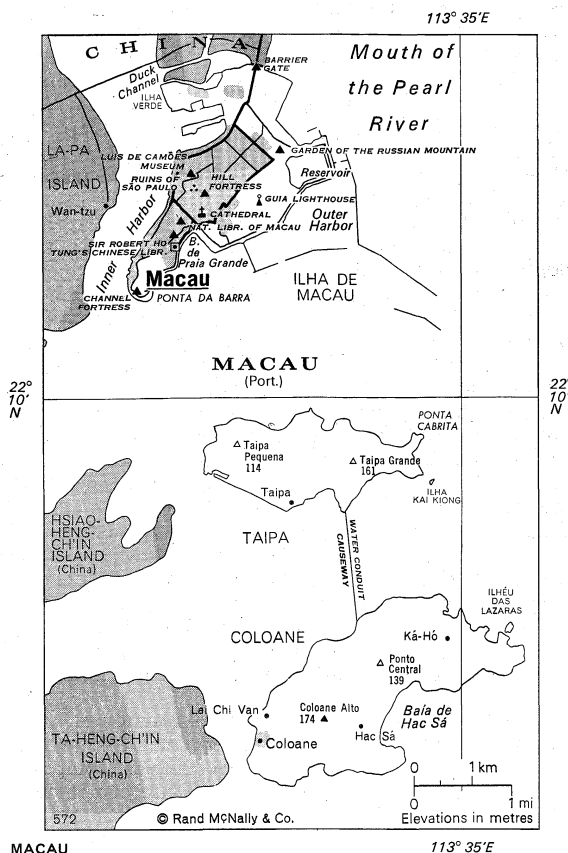 113° 35'E
CHINA
Mouth of
the Pearl
River
BARRIER
GATE
Duck
Channel
ILHA
VERDE
LA-PA
ISLAND
Wan-tzu
LUÍS DE CAMÕES
MUSEUM
RUINS OF
SÃO PAULO
GARDEN OF THE RUSSIAN MOUNTAIN
Reservoir
HILL
FORTRESS
GUIA LIGHTHOUSE
CATHEDRAL
Outer
Harbor
NAT. LIBR. OF MACAU
SIR ROBERT HO
TUNG'S CHINESE LIBR.
B.
de
Praia Grande
Inner Harbor
Macau
ILHA DE
MACAU
CHANNEL
FORTRESS
PONTA DA BARRA
MACAU
(Port.)
22°
10'
N
22°
10'
N
PONTA
CABRITA
Taipa
Pequena
114
Taipa Grande
161
Taipa
ILHA
KAI KIONG
HSIAO-
HENG-
CH'IN
ISLAND
(China)
TAIPA
WATER CONDUIT
CAUSEWAY
ILHÉU
DAS
LAZARAS
COLOANE
Ká-Hó
Ponto
Central
139
Lai Chi Van
Coloane Alto
174
Baía de
Hac Sá
Hac Sá
TA-HENG-CH'IN
ISLAND
(China)
Coloane
0 1 km
0 1 mi
Elevations in metres
572
© Rand McNally & Co.
MACAU
113° 35'E